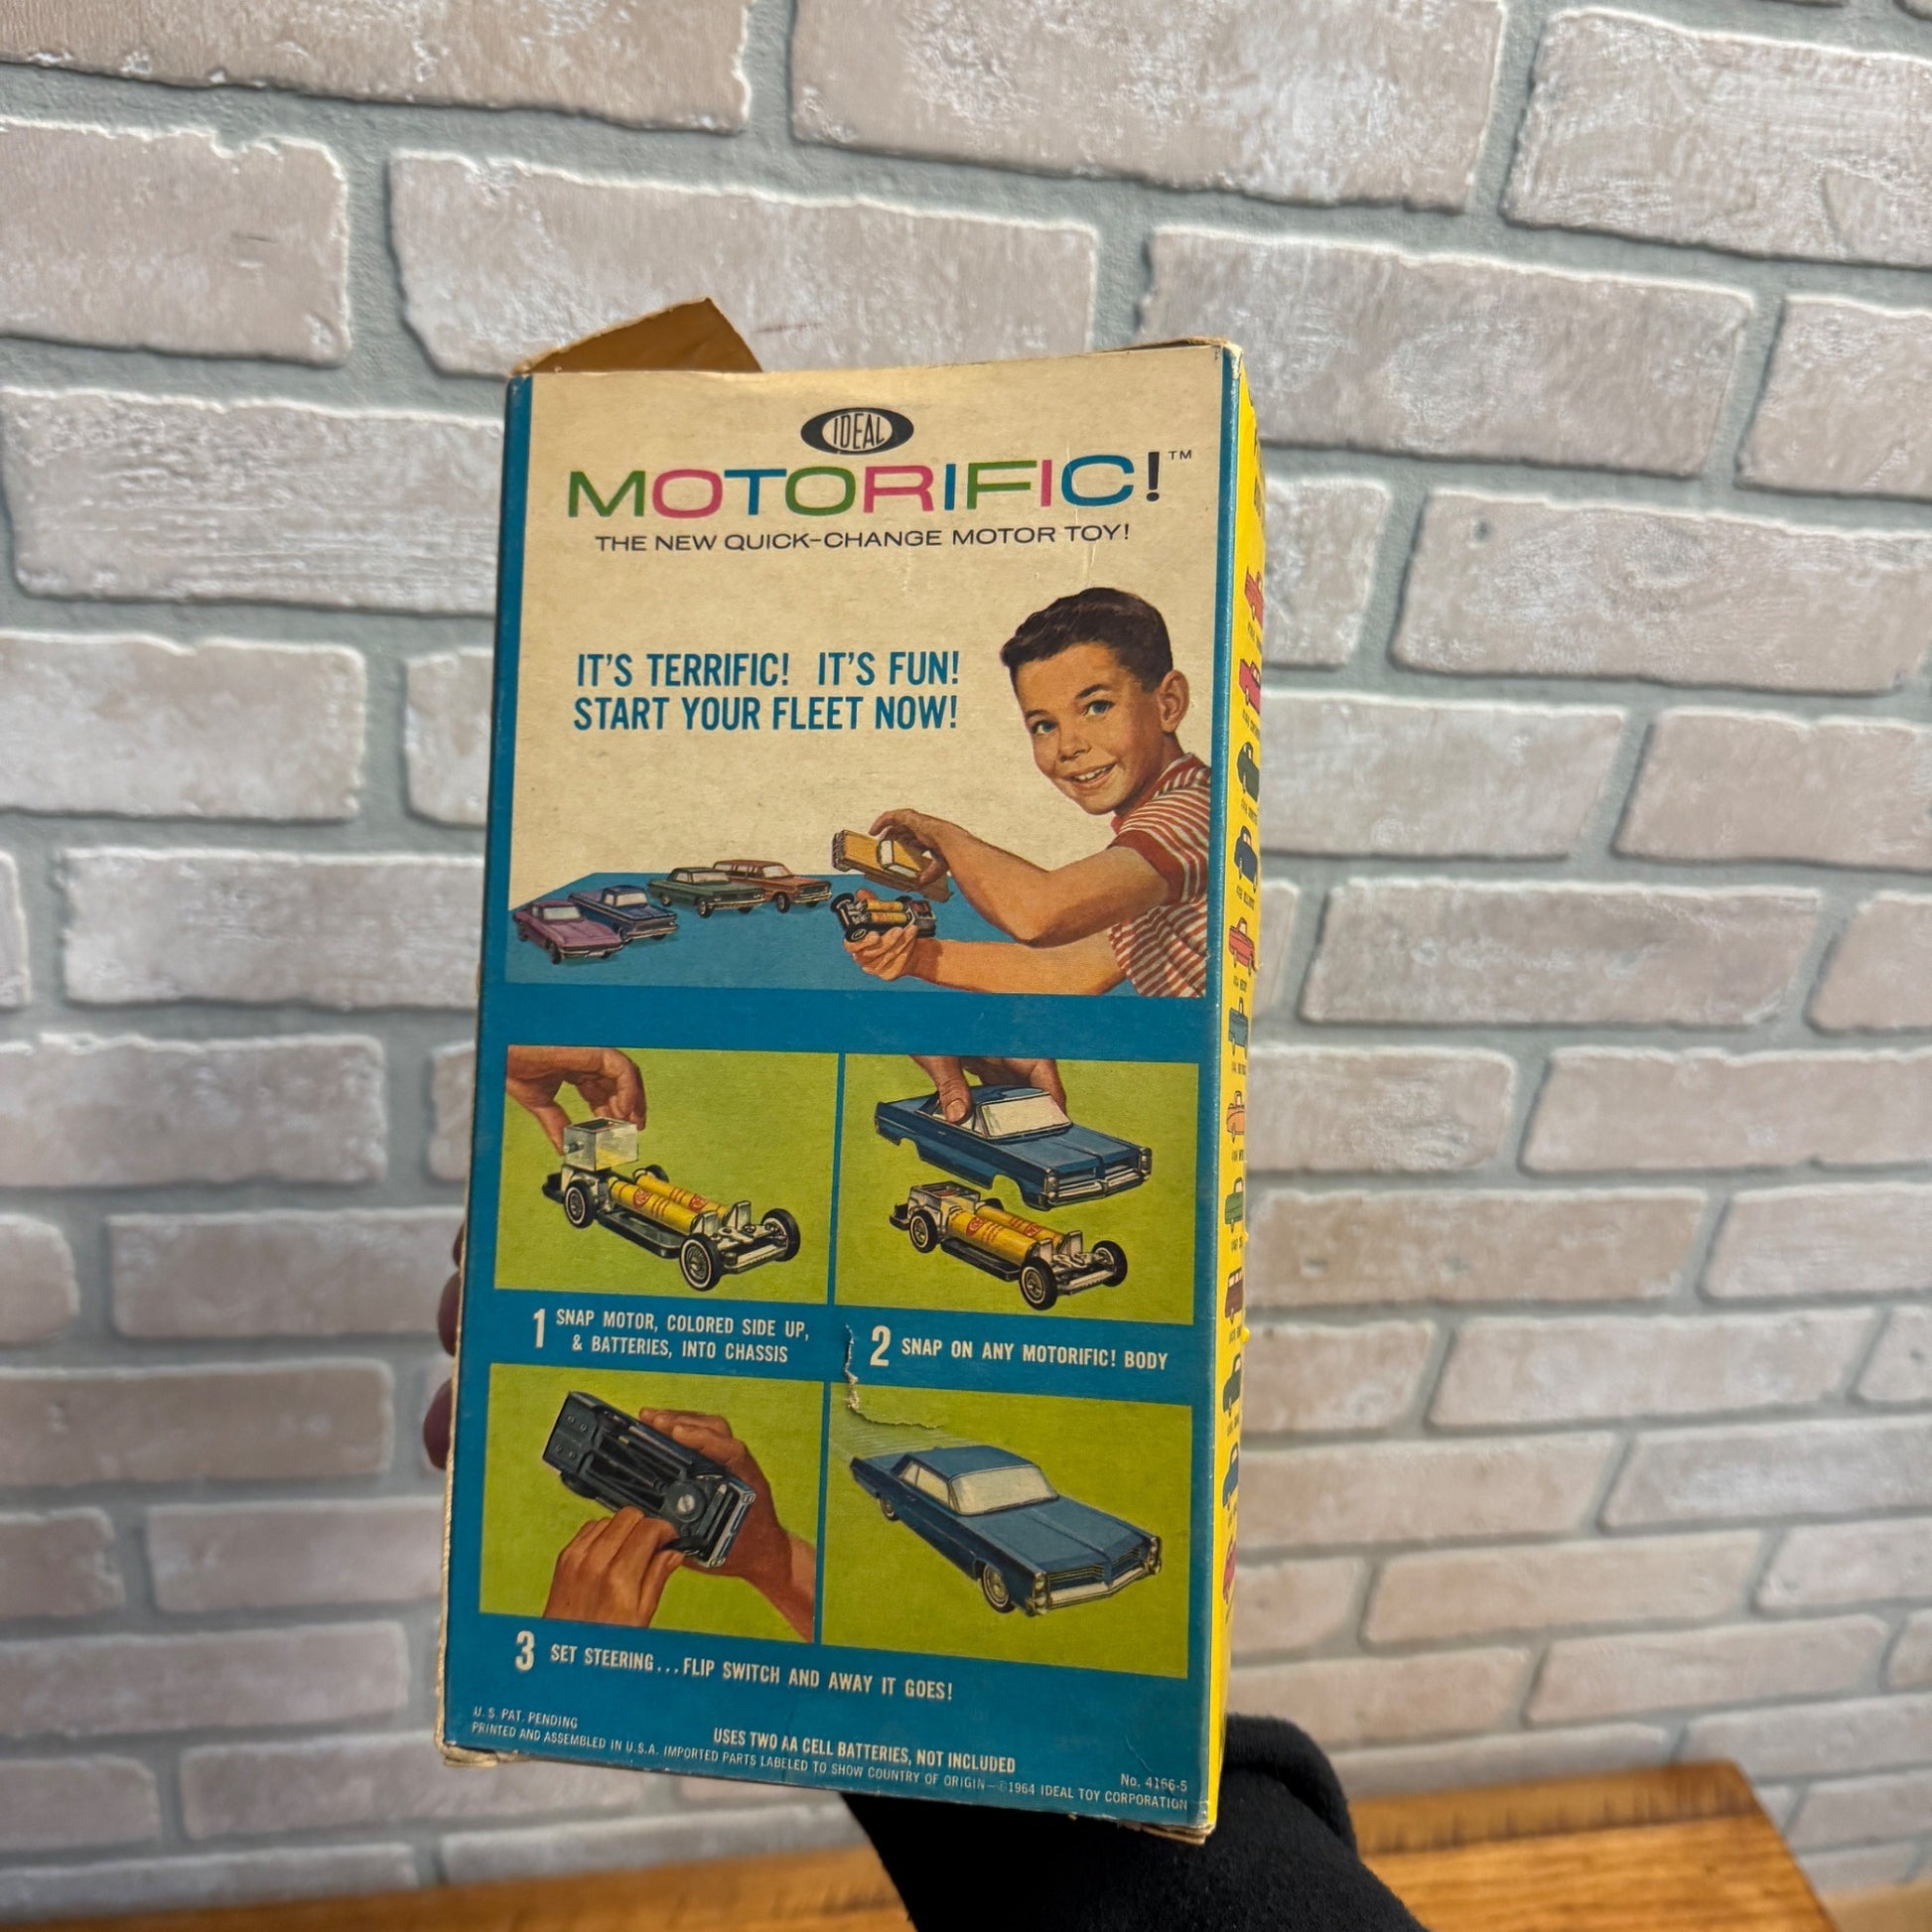 IDEAL
MOTORIFIC!™
THE NEW QUICK-CHANGE MOTOR TOY!
IT'S TERRIFIC! IT'S FUN!
START YOUR FLEET NOW!
1 SNAP MOTOR, COLORED SIDE UP,
& BATTERIES, INTO CHASSIS
2 SNAP ON ANY MOTORIFIC! BODY
3 SET STEERING...FLIP SWITCH AND AWAY IT GOES!
U. S. PAT. PENDING
USES TWO AA CELL BATTERIES, NOT INCLUDED
No. 4166-5
PRINTED AND ASSEMBLED IN U.S.A. IMPORTED PARTS LABELED TO SHOW COUNTRY OF ORIGIN—©1964 IDEAL TOY CORPORATION